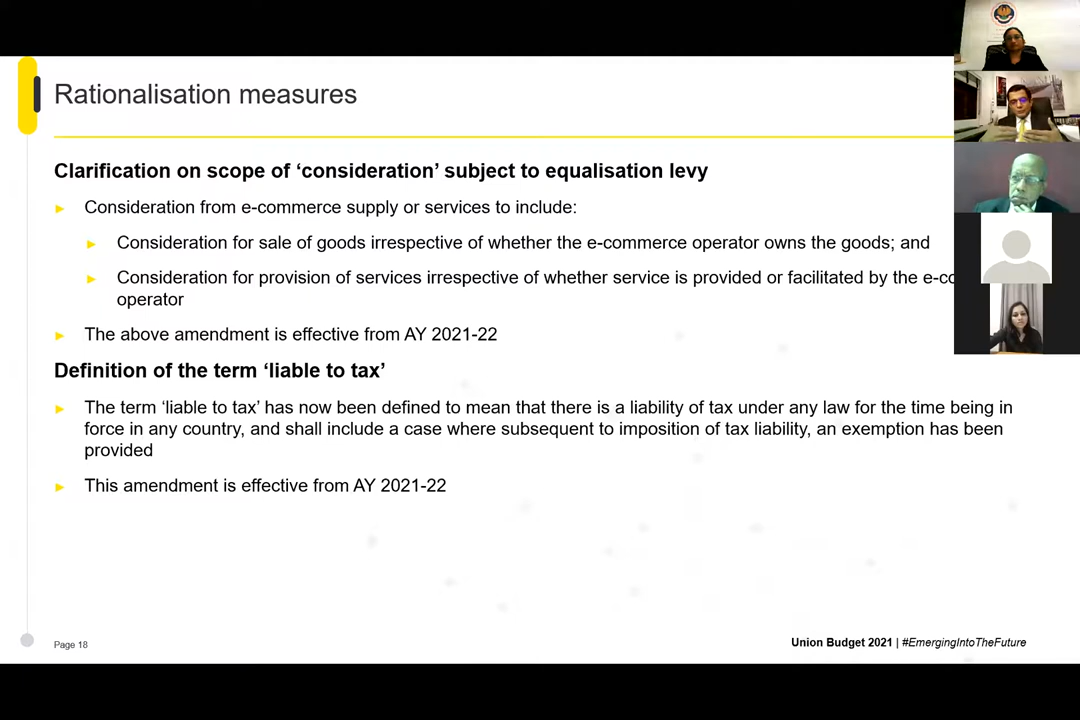 Rationalisation measures
Clarification on scope of ‘consideration’ subject to equalisation levy
► Consideration from e-commerce supply or services to include:
► Consideration for sale of goods irrespective of whether the e-commerce operator owns the goods; and
► Consideration for provision of services irrespective of whether service is provided or facilitated by the
operator
► The above amendment is effective from AY 2021-22
Definition of the term ‘liable to tax’
► The term ‘liable to tax’ has now been defined to mean that there is a liability of tax under any law for the time being in
force in any country, and shall include a case where subsequent to imposition of tax liability, an exemption has been
provided
► This amendment is effective from AY 2021-22
Page 18
Union Budget 2021 | #EmergingIntoTheFuture